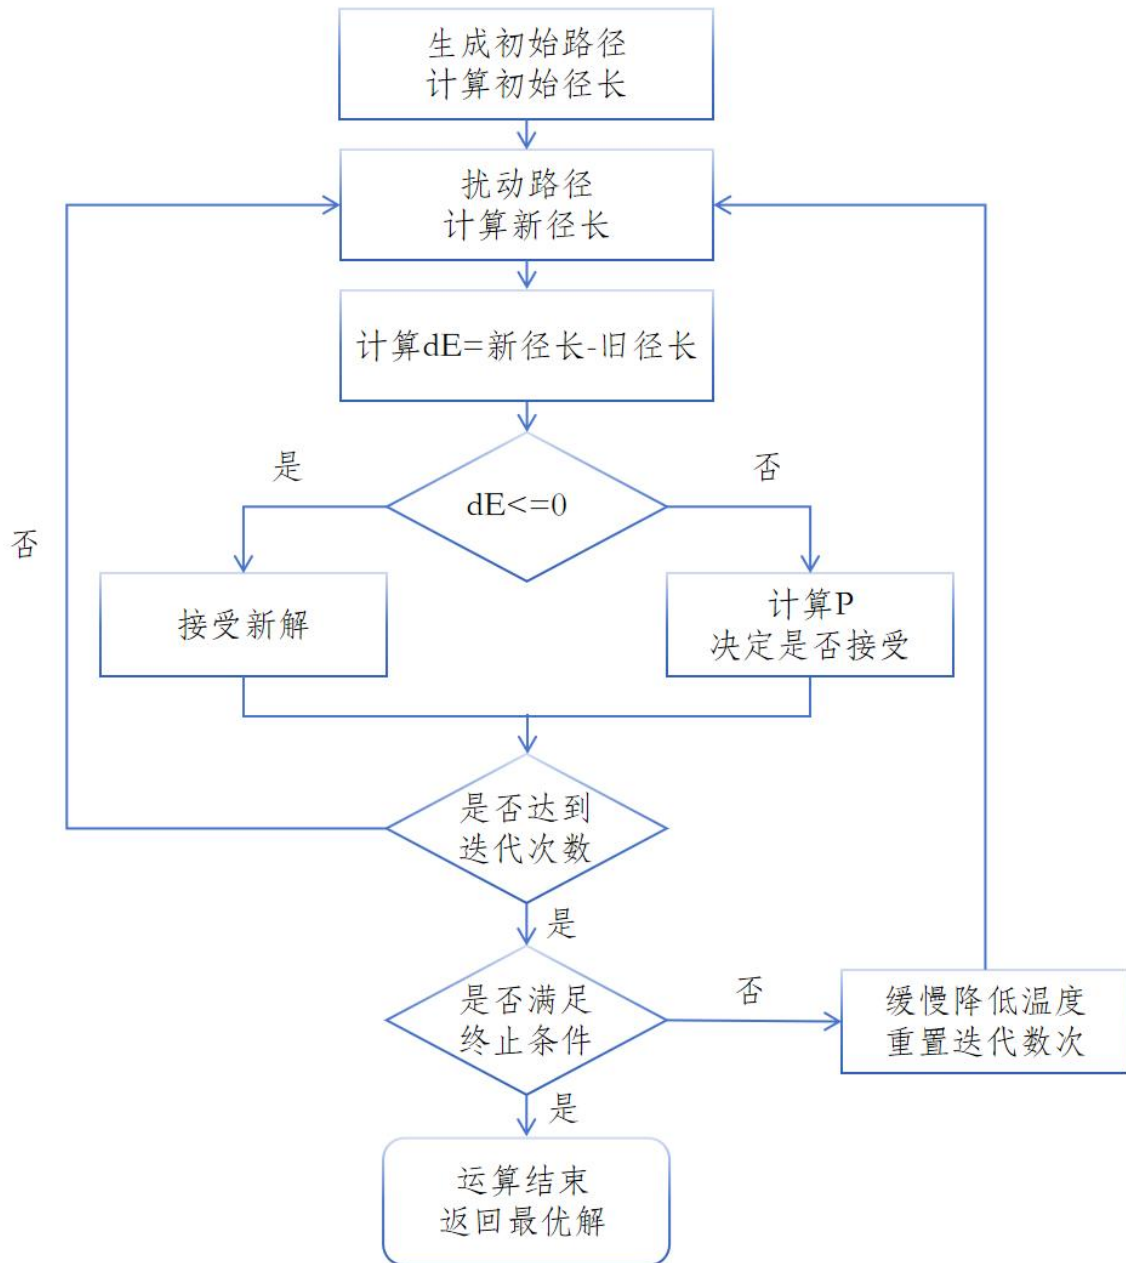 生成初始路径
计算初始径长
扰动路径
计算新径长
计算dE=新径长-旧径长
是
否
dE<=0
否
接受新解
计算P
决定是否接受
是否达到
迭代次数
是
是否满足
终止条件
否
缓慢降低温度
重置迭代数次
是
运算结束
返回最优解